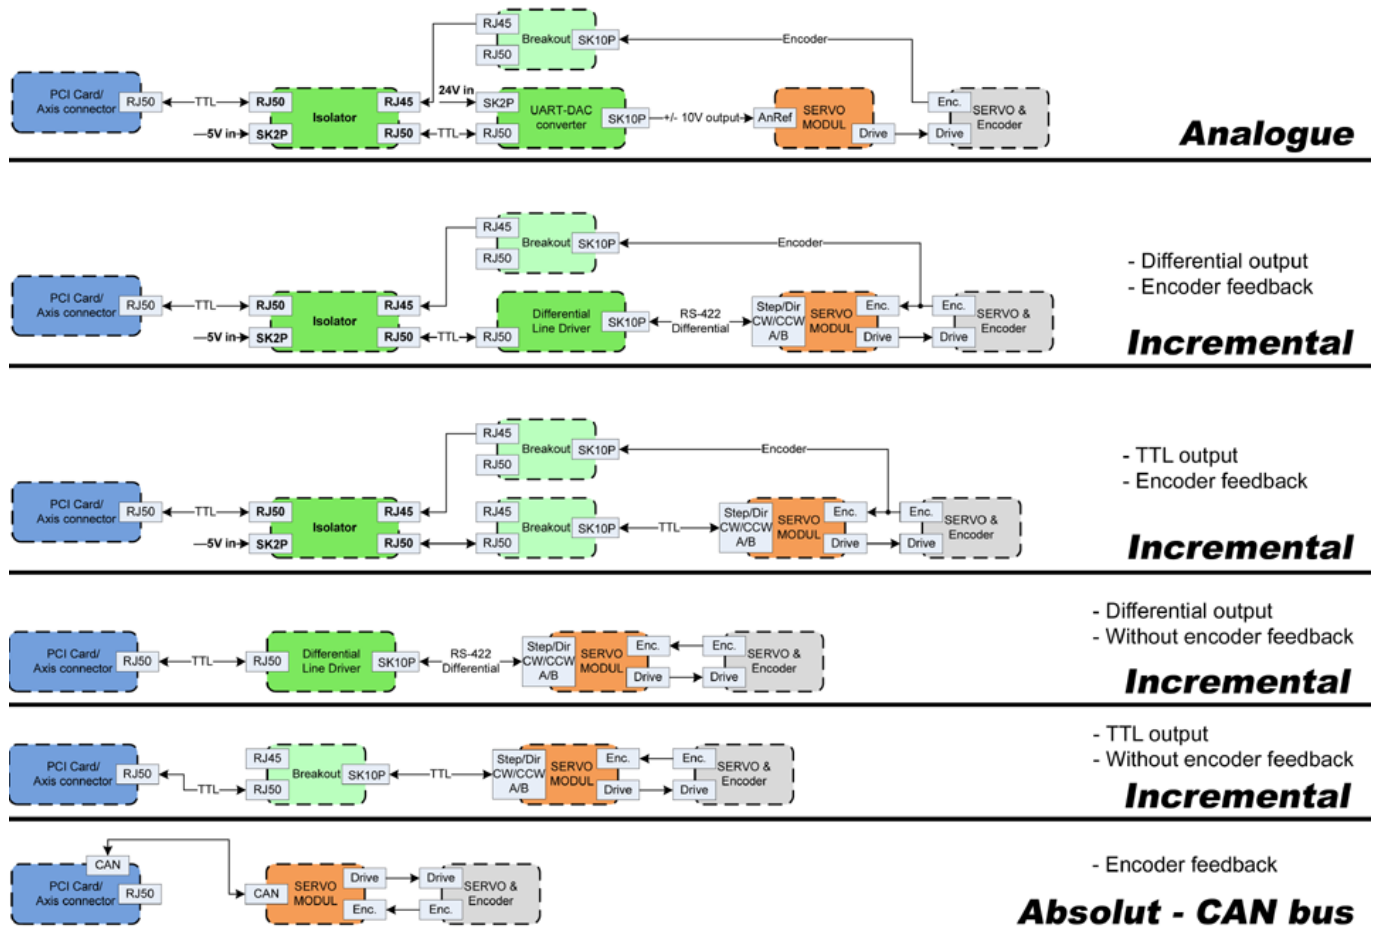 RJ45
Breakout
SK10P
Encoder
RJ50
PCI Card/
Axis connector
RJ50
TTL
RJ50
Isolator
RJ45
24V in
SK2P
UART-DAC
converter
SK10P
+/- 10V output
AnRef
SERVO
MODUL
Enc.
SERVO &
Encoder
5V in
SK2P
RJ50
TTL
RJ50
Drive
Drive
Analogue
RJ45
Breakout
SK10P
Encoder
RJ50
- Differential output
- Encoder feedback
PCI Card/
Axis connector
RJ50
TTL
RJ50
Isolator
RJ45
Differential
Line Driver
SK10P
RS-422
Differential
Step/Dir
CW/CCW
A/B
SERVO
MODUL
Enc.
Enc.
SERVO &
Encoder
5V in
SK2P
RJ50
TTL
RJ50
Drive
Drive
Incremental
RJ45
Breakout
SK10P
Encoder
RJ50
- TTL output
- Encoder feedback
PCI Card/
Axis connector
RJ50
TTL
RJ50
Isolator
RJ45
RJ45
Breakout
SK10P
TTL
Step/Dir
CW/CCW
A/B
SERVO
MODUL
Enc.
Enc.
SERVO &
Encoder
5V in
SK2P
RJ50
RJ50
Drive
Drive
Incremental
- Differential output
- Without encoder feedback
PCI Card/
Axis connector
RJ50
TTL
RJ50
Differential
Line Driver
SK10P
RS-422
Differential
Step/Dir
CW/CCW
A/B
SERVO
MODUL
Enc.
Enc.
SERVO &
Encoder
Drive
Drive
Incremental
- TTL output
- Without encoder feedback
PCI Card/
Axis connector
RJ50
TTL
RJ45
RJ50
Breakout
SK10P
TTL
Step/Dir
CW/CCW
A/B
SERVO
MODUL
Enc.
Enc.
SERVO &
Encoder
Drive
Drive
Incremental
CAN
PCI Card/
Axis connector
RJ50
CAN
SERVO
MODUL
Drive
Drive
SERVO &
Encoder
Enc.
Enc.
- Encoder feedback
Absolut - CAN bus